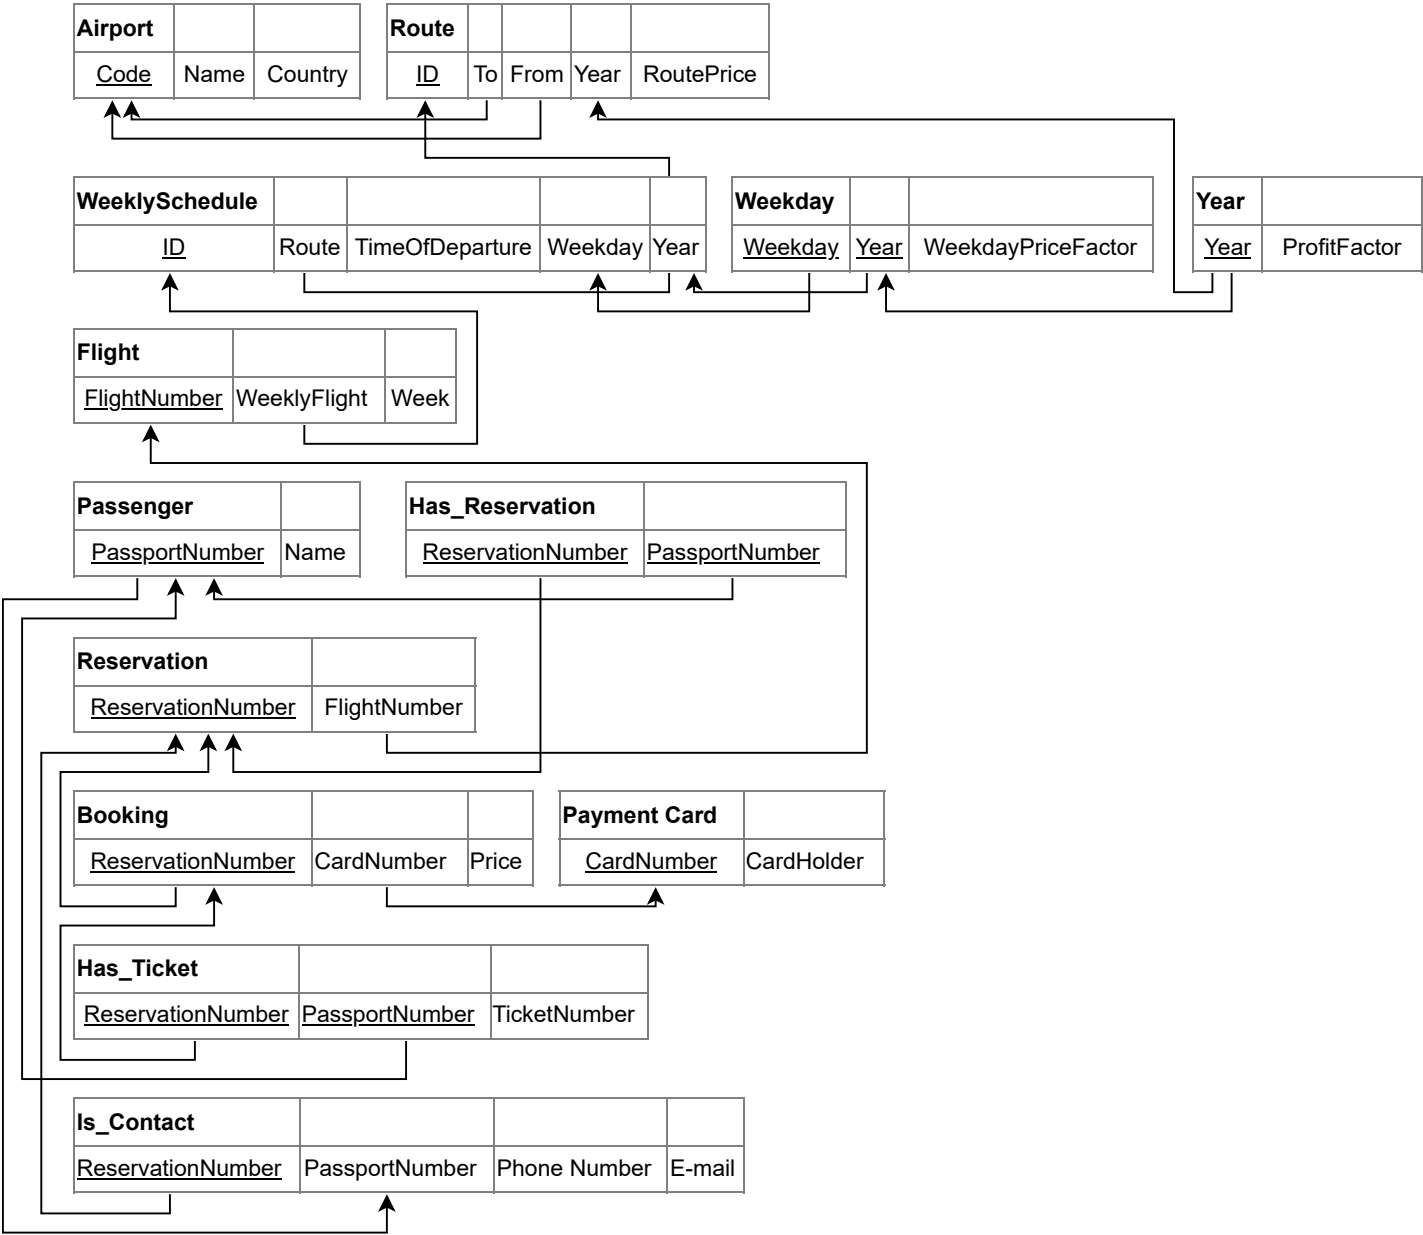 Airport
Route
Code Name Country
ID To From Year RoutePrice
WeeklySchedule
Weekday
Year
ID Route TimeOfDeparture Weekday Year
Weekday Year WeekdayPriceFactor
Year ProfitFactor
Flight
FlightNumber WeeklyFlight Week
Passenger
Has_Reservation
PassportNumber Name
ReservationNumber PassportNumber
Reservation
ReservationNumber FlightNumber
Booking
Payment Card
ReservationNumber CardNumber Price
CardNumber CardHolder
Has_Ticket
ReservationNumber PassportNumber TicketNumber
Is_Contact
ReservationNumber PassportNumber Phone Number E-mail